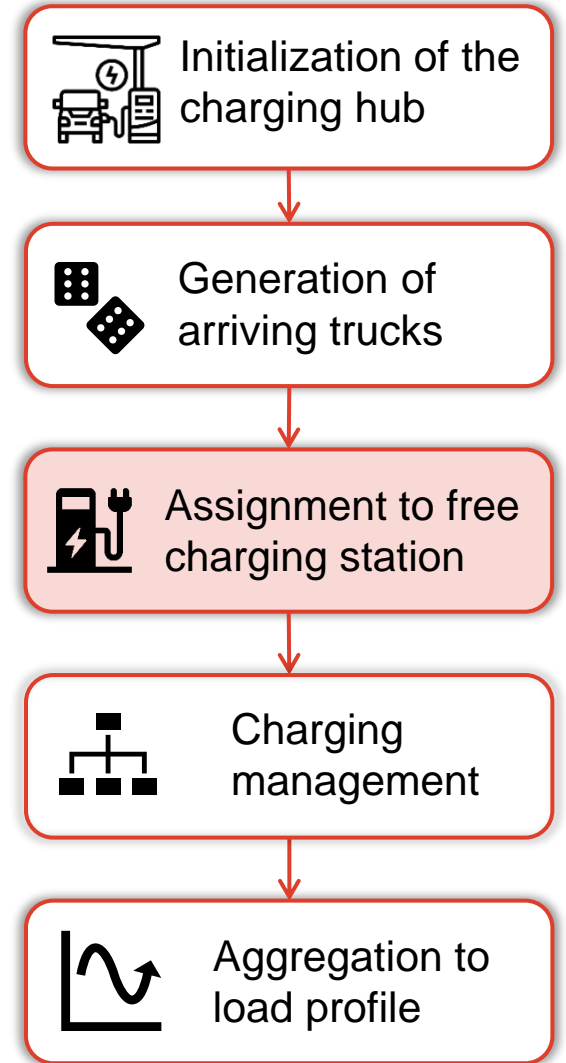 Initialization of the
charging hub
Generation of
arriving trucks
Assignment to free
charging station
Charging
management
Aggregation to
load profile